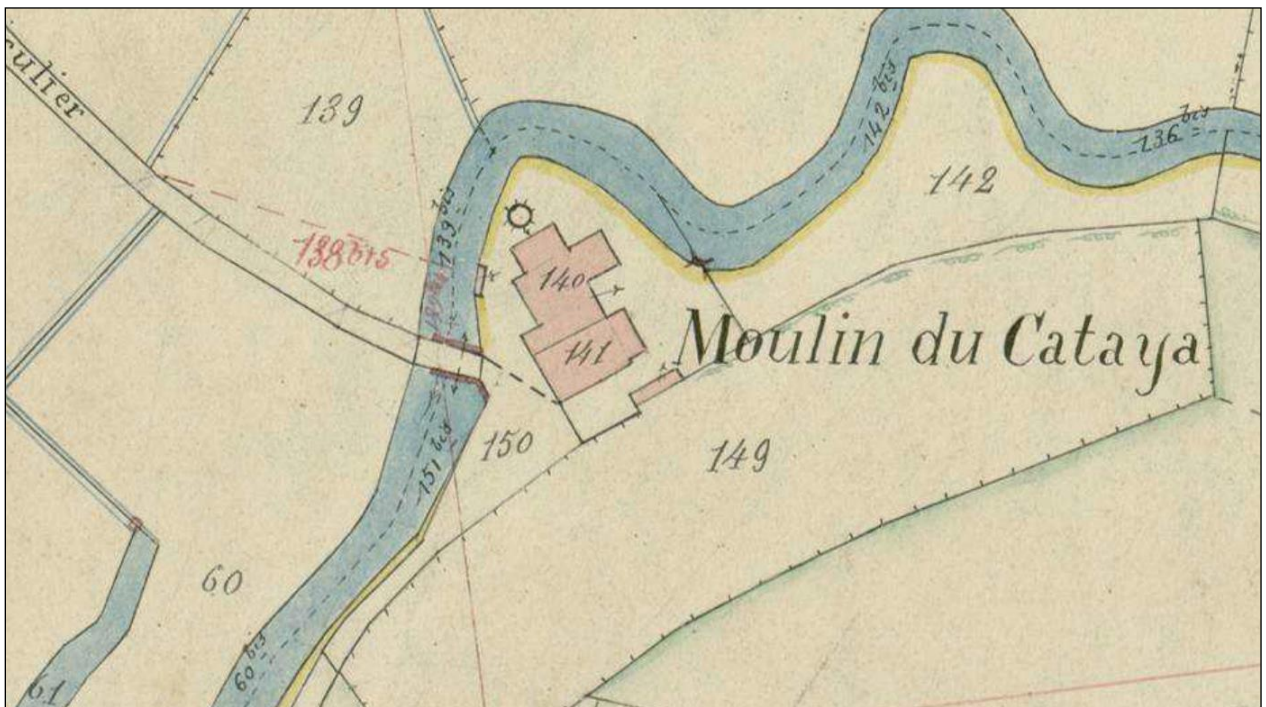 culier
139
142 bis
136 bis
142
139 bis
138 bis
140
141
Moulin du Cataya
151 bis
150
149
60
60 bis
61